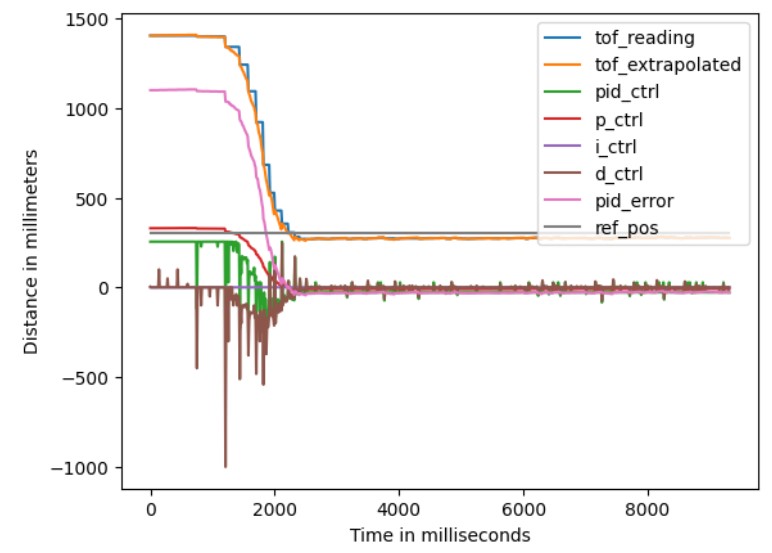 1500
1000
500
0
−500
−1000
Distance in millimeters
tof_reading
tof_extrapolated
pid_ctrl
p_ctrl
i_ctrl
d_ctrl
pid_error
ref_pos
0 2000 4000 6000 8000
Time in milliseconds